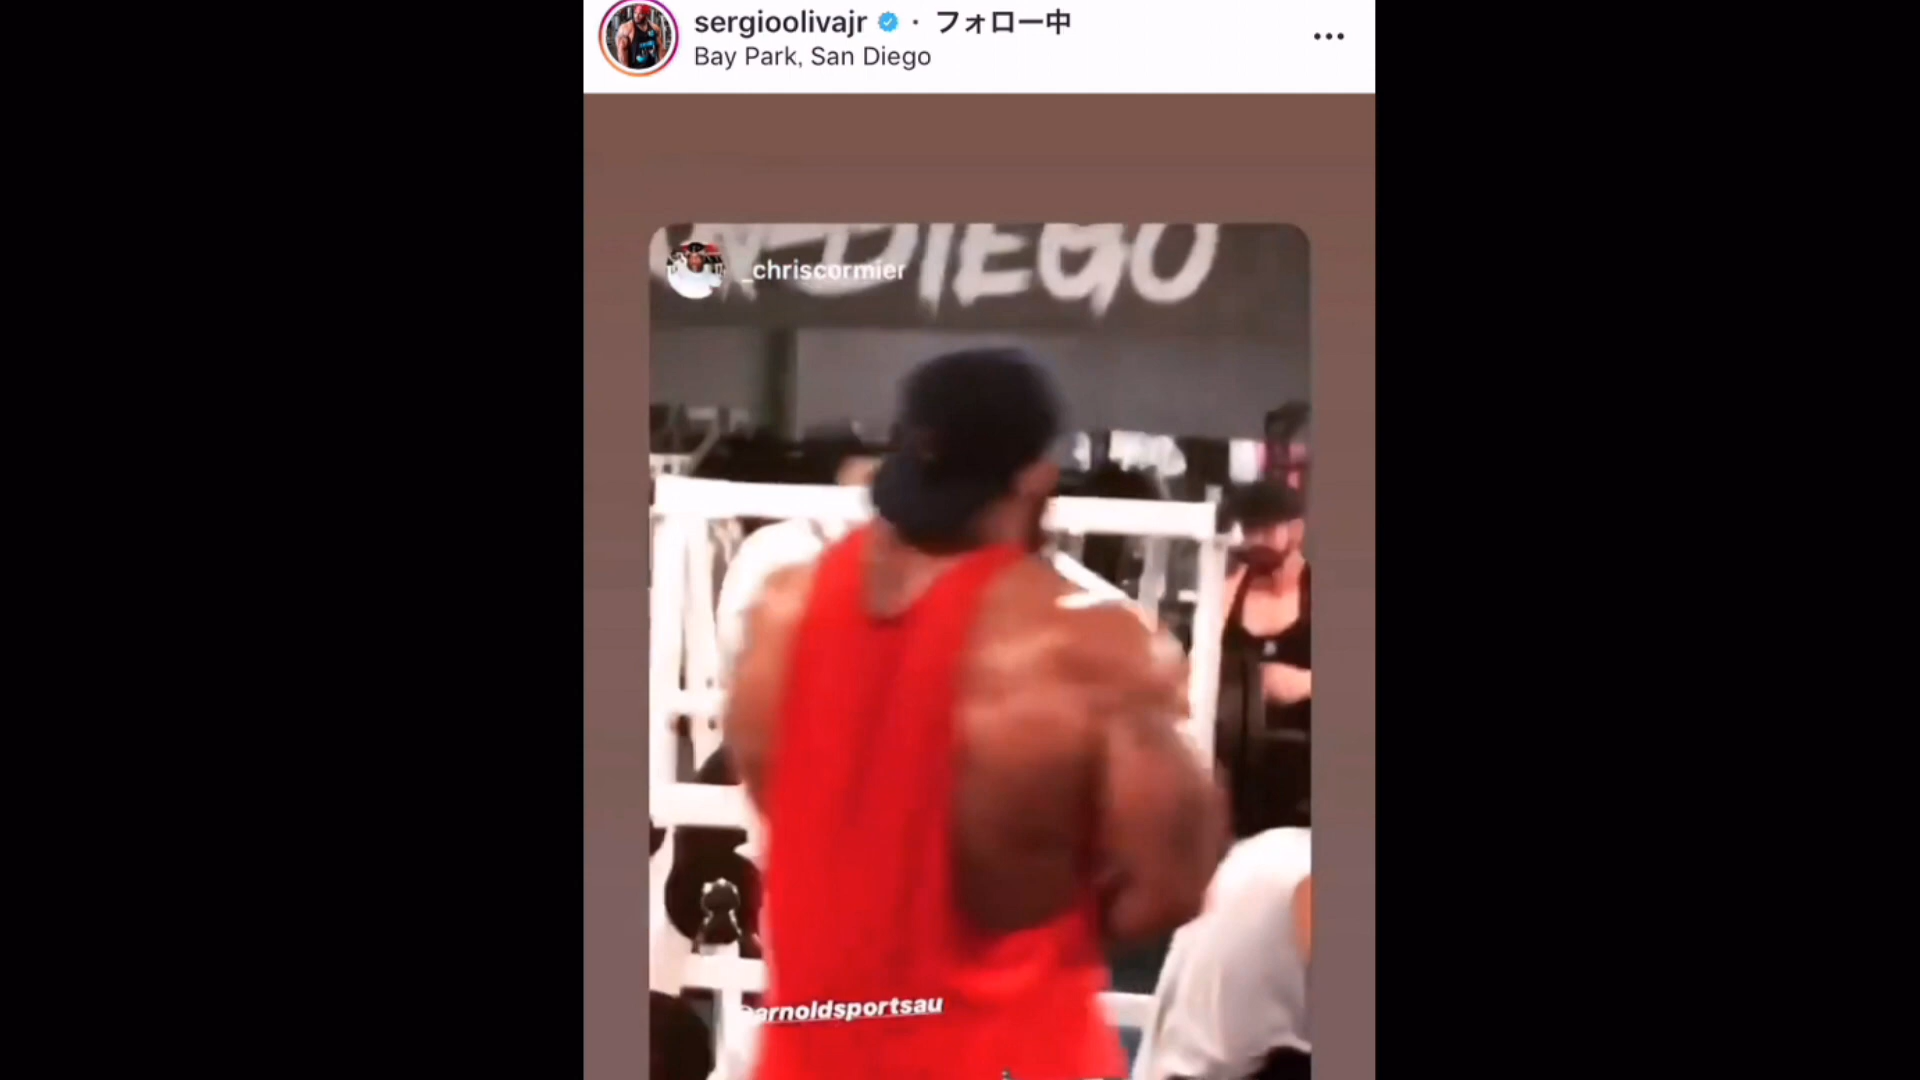 sergioolivajr · フォロー中
Bay Park, San Diego
DIEGO
_chriscormier
@arnoldsportsau